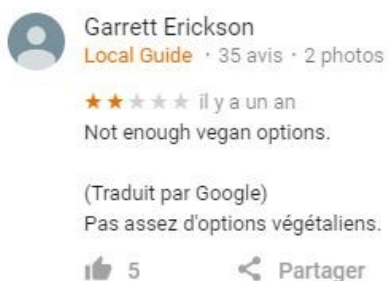 Garrett Erickson
Local Guide · 35 avis · 2 photos
il y a un an
Not enough vegan options.
(Traduit par Google)
Pas assez d'options végétaliens.
5 Partager